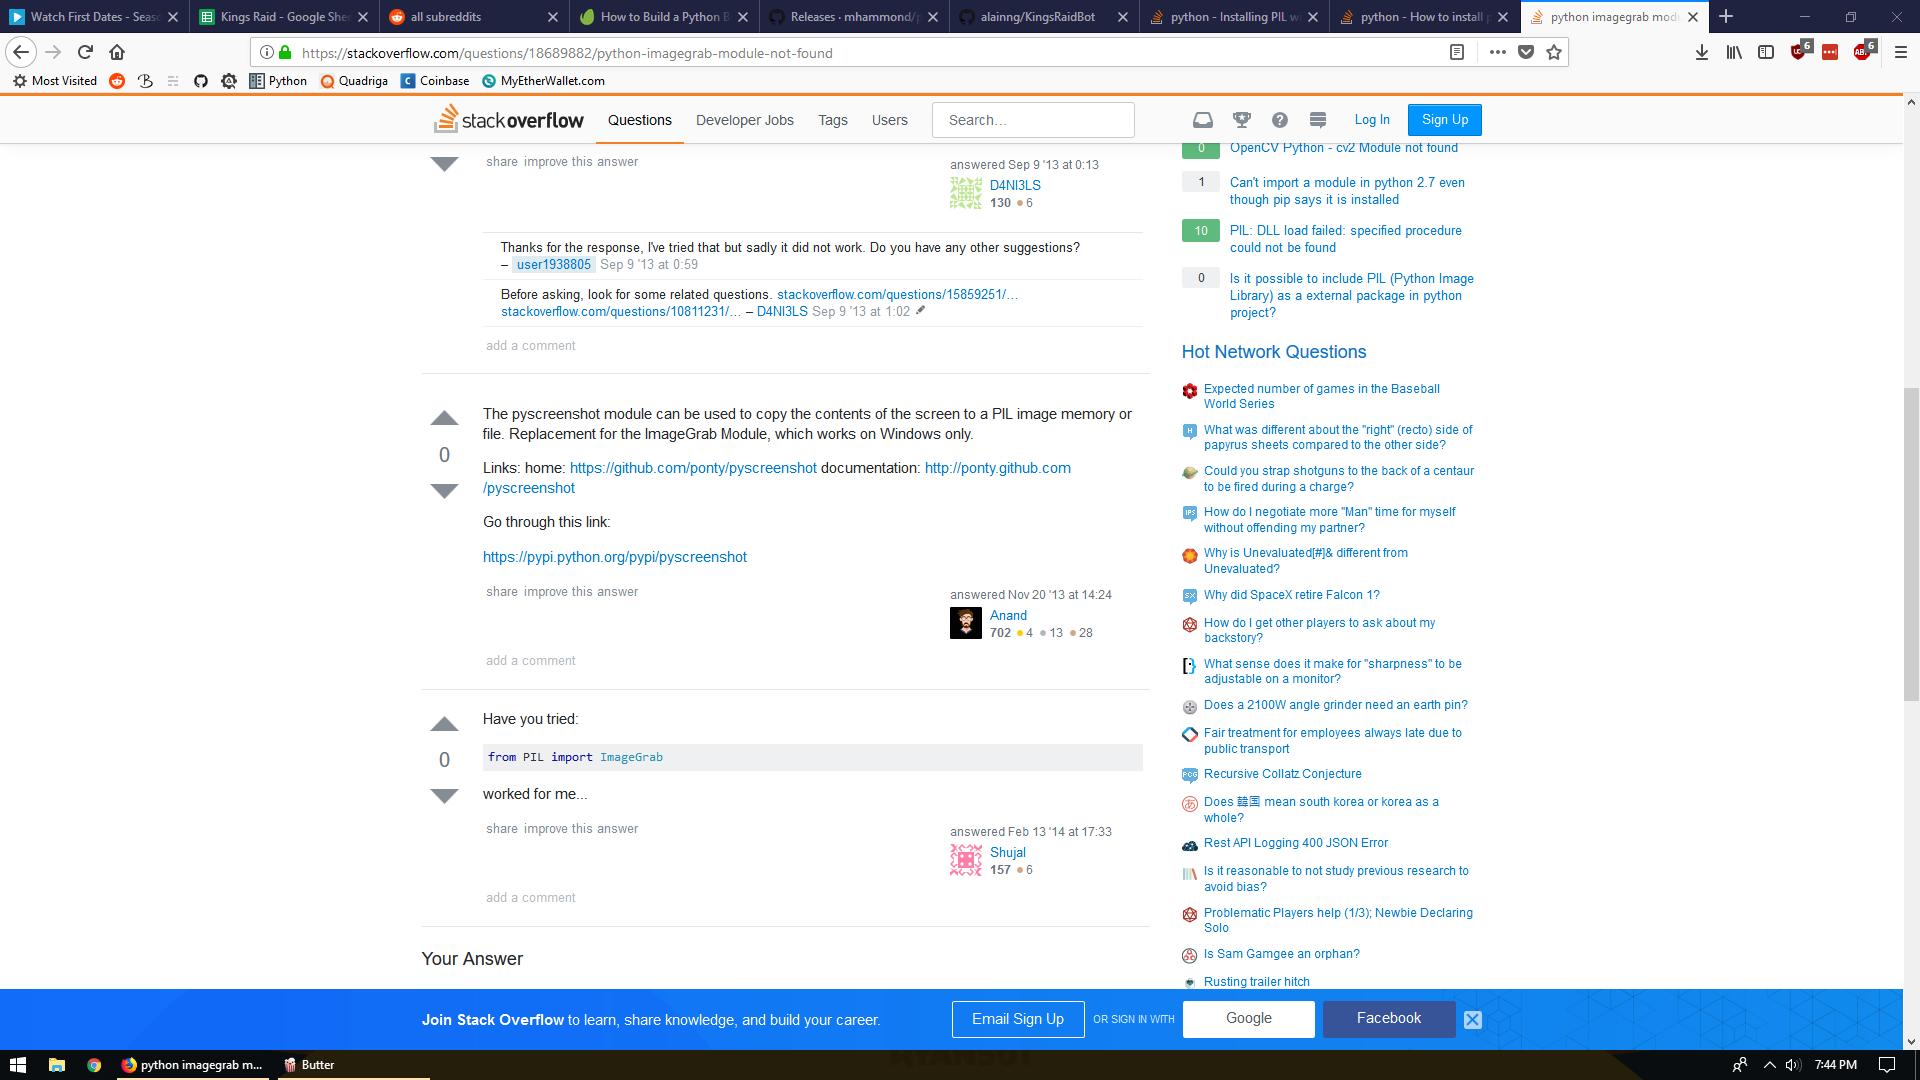 Watch First Dates - Seas
Kings Raid - Google She
all subreddits
How to Build a Python B
Releases · mhammond/p
alainng/KingsRaidBot
python - Installing PIL w
python - How to install p
python imagegrab modu
https://stackoverflow.com/questions/18689882/python-imagegrab-module-not-found
6
6
Most Visited
Python
Quadriga
Coinbase
MyEtherWallet.com
stackoverflow
Questions
Developer Jobs
Tags
Users
Search…
Log In
Sign Up
share improve this answer
answered Sep 9 '13 at 0:13
D4NI3LS
130 ●6
Thanks for the response, I've tried that but sadly it did not work. Do you have any other suggestions?
– user1938805 Sep 9 '13 at 0:59
Before asking, look for some related questions. stackoverflow.com/questions/15859251/…
stackoverflow.com/questions/10811231/… – D4NI3LS Sep 9 '13 at 1:02
add a comment
0
The pyscreenshot module can be used to copy the contents of the screen to a PIL image memory or
file. Replacement for the ImageGrab Module, which works on Windows only.
Links: home: https://github.com/ponty/pyscreenshot documentation: http://ponty.github.com
/pyscreenshot
Go through this link:
https://pypi.python.org/pypi/pyscreenshot
share improve this answer
answered Nov 20 '13 at 14:24
Anand
702 ●4 ●13 ●28
add a comment
0
Have you tried:
from PIL import ImageGrab
worked for me...
share improve this answer
answered Feb 13 '14 at 17:33
Shujal
157 ●6
add a comment
Your Answer
0 OpenCV Python - cv2 Module not found
1 Can't import a module in python 2.7 even
though pip says it is installed
10 PIL: DLL load failed: specified procedure
could not be found
0 Is it possible to include PIL (Python Image
Library) as a external package in python
project?
Hot Network Questions
Expected number of games in the Baseball
World Series
What was different about the "right" (recto) side of
papyrus sheets compared to the other side?
Could you strap shotguns to the back of a centaur
to be fired during a charge?
How do I negotiate more "Man" time for myself
without offending my partner?
Why is Unevaluated[#]& different from
Unevaluated?
Why did SpaceX retire Falcon 1?
How do I get other players to ask about my
backstory?
What sense does it make for "sharpness" to be
adjustable on a monitor?
Does a 2100W angle grinder need an earth pin?
Fair treatment for employees always late due to
public transport
Recursive Collatz Conjecture
Does 韓国 mean south korea or korea as a
whole?
Rest API Logging 400 JSON Error
Is it reasonable to not study previous research to
avoid bias?
Problematic Players help (1/3); Newbie Declaring
Solo
Is Sam Gamgee an orphan?
Rusting trailer hitch
Join Stack Overflow to learn, share knowledge, and build your career.
Email Sign Up
OR SIGN IN WITH
Google
Facebook
python imagegrab m...
Butter
7:44 PM